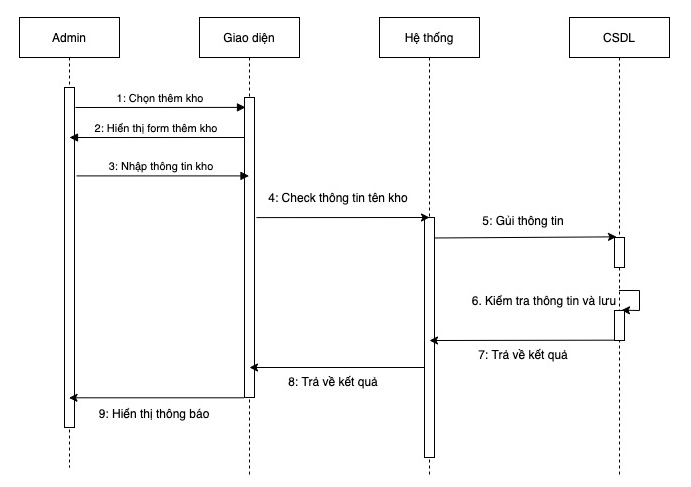 Admin
Giao diện
Hệ thống
CSDL
1: Chọn thêm kho
2: Hiển thị form thêm kho
3: Nhập thông tin kho
4: Check thông tin tên kho
5: Gủi thông tin
6. Kiểm tra thông tin và lưu
7: Trả về kết quả
8: Trả về kết quả
9: Hiển thị thông báo